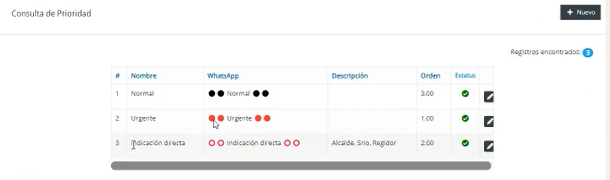 Consulta de Prioridad
+ Nuevo
Registros encontrados: 3
# Nombre WhatsApp Descripción Orden Estatus
1 Normal ⚫⚫ Normal ⚫⚫ 3.00
2 Urgente 🔴🔴 Urgente 🔴🔴 1.00
3 Indicación directa ⭕⭕ Indicación directa ⭕⭕ Alcalde, Srio, Regidor 2.00